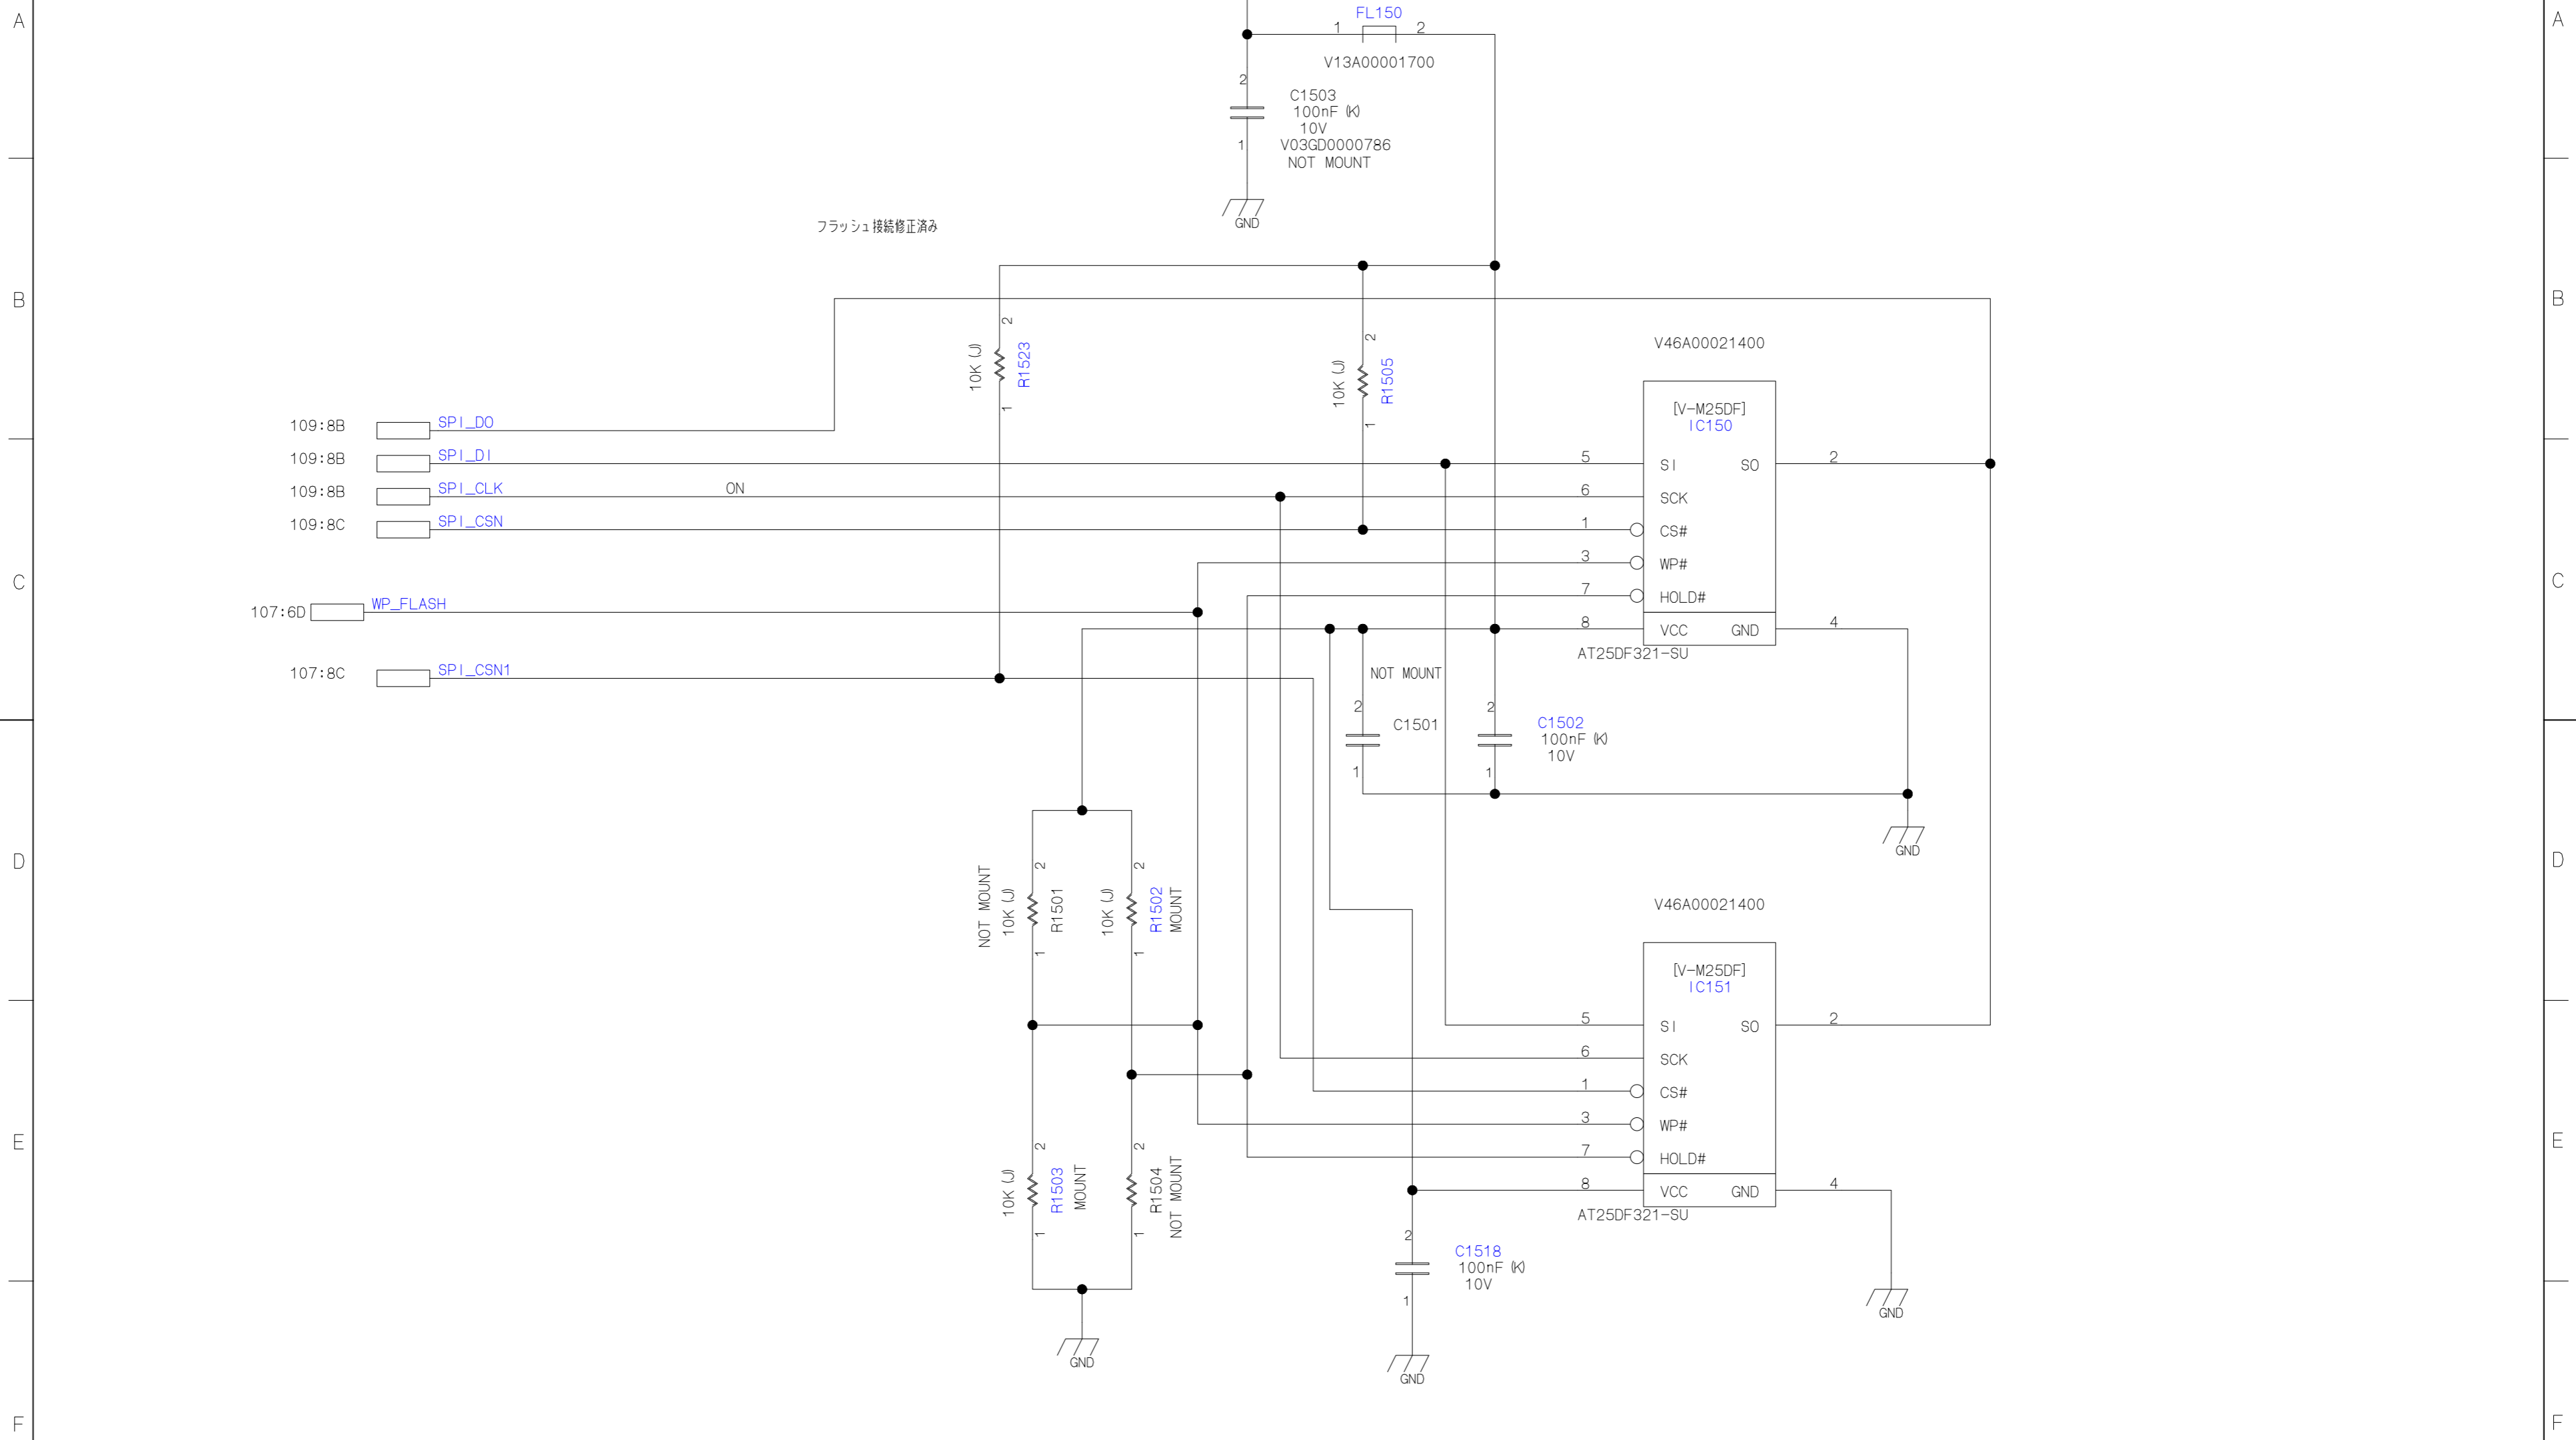 A
A
FL150
1
2
V13A00001700
2
C1503
100nF (K)
10V
1
V03GD0000786
NOT MOUNT
GND
フラッシュ接続修正済み
B
B
2
10K (J)
R1523
1
2
10K (J)
R1505
1
V46A00021400
[V-M25DF]
IC150
109:8B
SPI_DO
109:8B
SPI_DI
5
SI
SO
2
109:8B
SPI_CLK
ON
6
SCK
109:8C
SPI_CSN
1
CS#
3
WP#
C
C
7
HOLD#
107:6D
WP_FLASH
8
VCC
GND
4
AT25DF321-SU
107:8C
SPI_CSN1
NOT MOUNT
2
C1501
1
2
C1502
100nF (K)
10V
1
GND
D
D
NOT MOUNT
10K (J)
2
R1501
1
10K (J)
2
R1502
MOUNT
1
V46A00021400
[V-M25DF]
IC151
5
SI
SO
2
6
SCK
1
CS#
3
WP#
E
E
7
HOLD#
8
VCC
GND
4
AT25DF321-SU
10K (J)
2
R1503
MOUNT
1
2
R1504
NOT MOUNT
1
2
C1518
100nF (K)
10V
1
GND
GND
GND
F
F